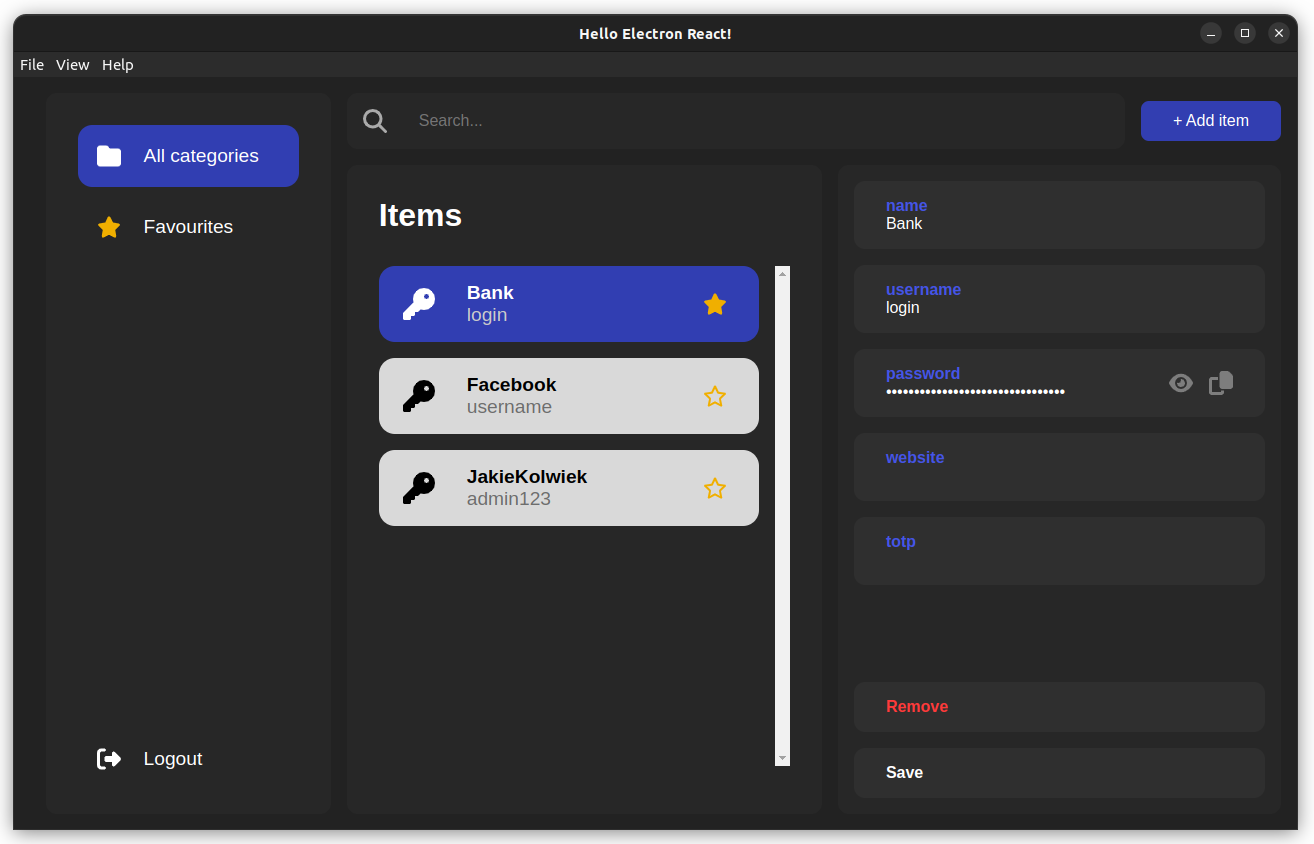 Hello Electron React!
File View Help
All categories
Favourites
Logout
Search...
+ Add item
Items
Bank
login
Facebook
username
JakieKolwiek
admin123
name
Bank
username
login
password
••••••••••••••••••••••••••••••••
website
totp
Remove
Save